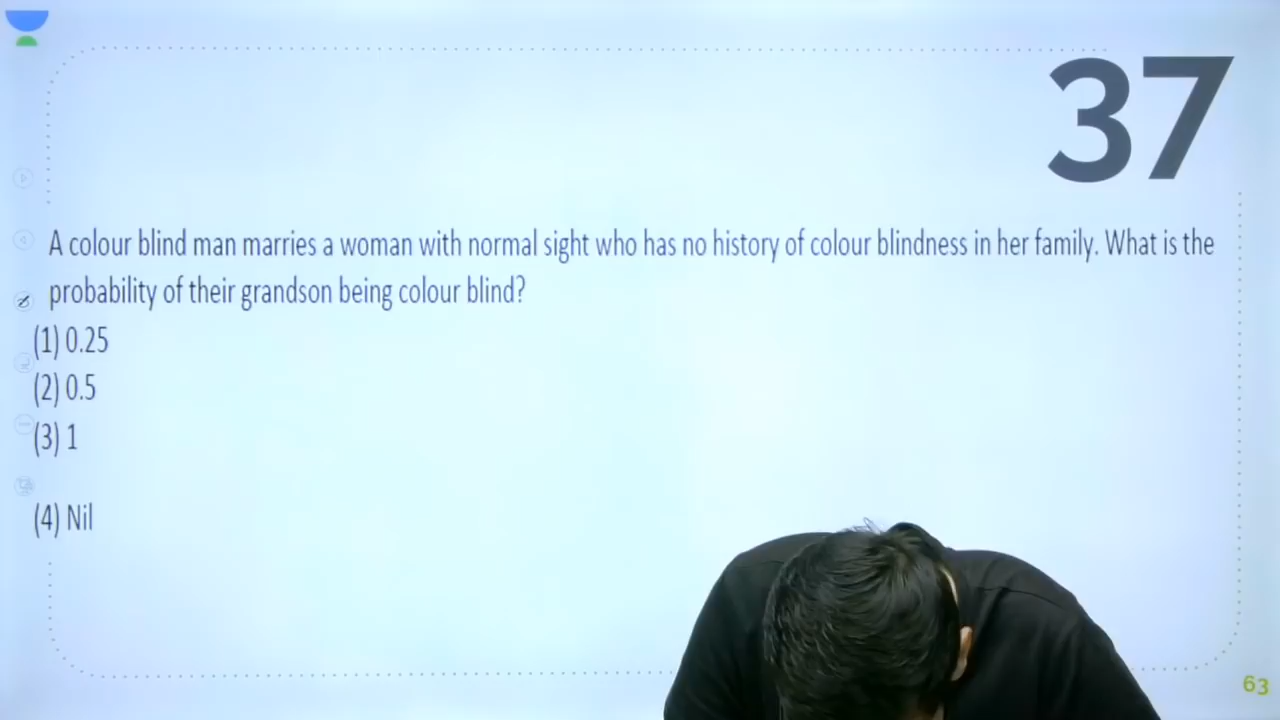 37
A colour blind man marries a woman with normal sight who has no history of colour blindness in her family. What is the
probability of their grandson being colour blind?
(1) 0.25
(2) 0.5
(3) 1
(4) Nil
63